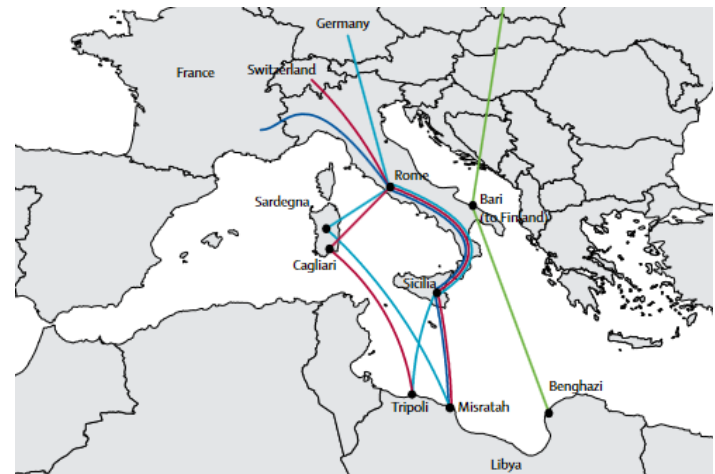 Germany
France
Switzerland
Rome
Sardegna
Bari
(to Finland)
Cagliari
Sicilia
Benghazi
Tripoli
Misratah
Libya